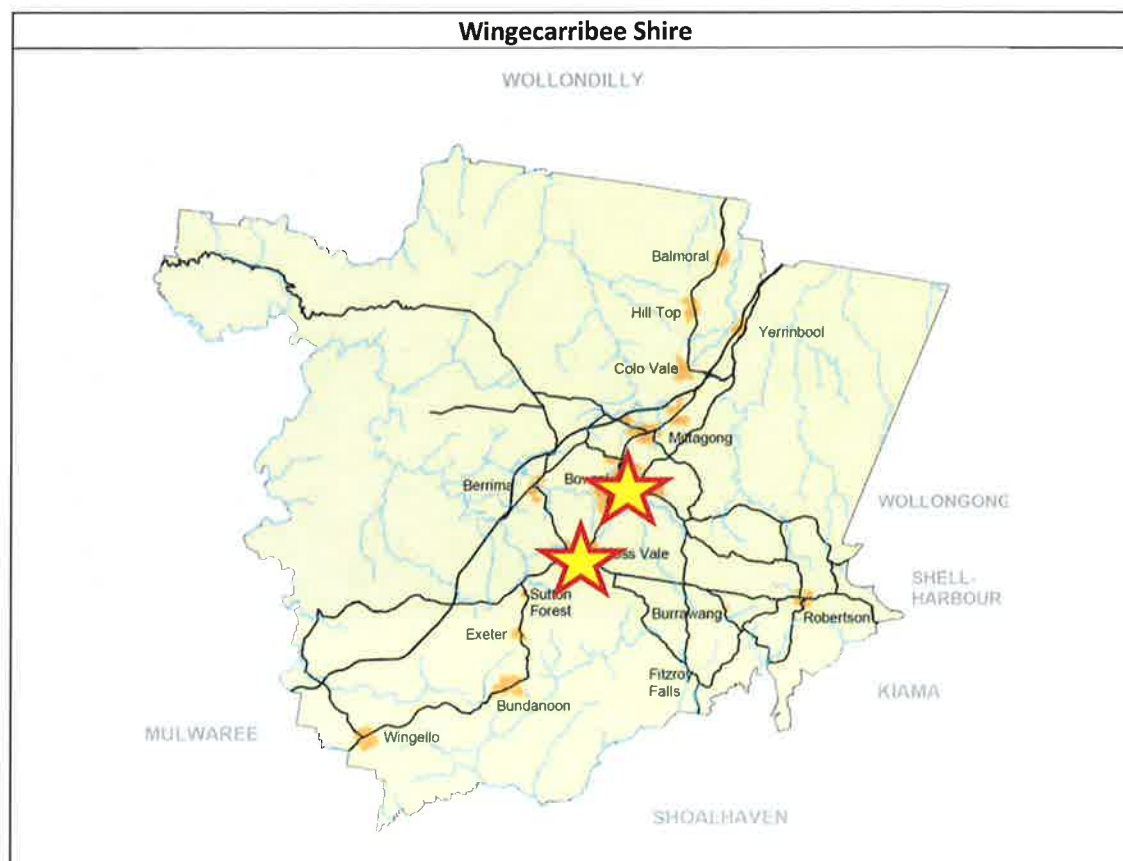 Wingecarribee Shire
WOLLONDILLY
Balmoral
Hill Top
Yerrinbool
Colo Vale
Mittagong
Berrima
WOLLONGONG
Vale
SHELL-
HARBOUR
Sutton
Forest
Burrawang
Robertson
Exeter
Fitzroy
Falls
KIAMA
Bundanoon
MULWAREE
Wingello
SHOALHAVEN